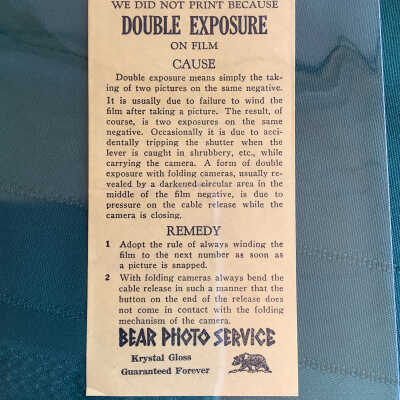 WE DID NOT PRINT BECAUSE
DOUBLE EXPOSURE
ON FILM
CAUSE
Double exposure means simply the tak-
ing of two pictures on the same negative.
It is usually due to failure to wind the
film after taking a picture. The result, of
course, is two exposures on the same
negative. Occasionally it is due to acci-
dentally tripping the shutter when the
lever is caught in shrubbery, etc., while
carrying the camera. A form of double
exposure with folding cameras, usually re-
vealed by a darkened circular area in the
middle of the film negative, is due to
pressure on the cable release while the
camera is closing.
REMEDY
1 Adopt the rule of always winding the
film to the next number as soon as
a picture is snapped.
2 With folding cameras always bend the
cable release in such a manner that the
button on the end of the release does
not come in contact with the folding
mechanism of the camera.
BEAR PHOTO SERVICE
Krystal Gloss
Guaranteed Forever